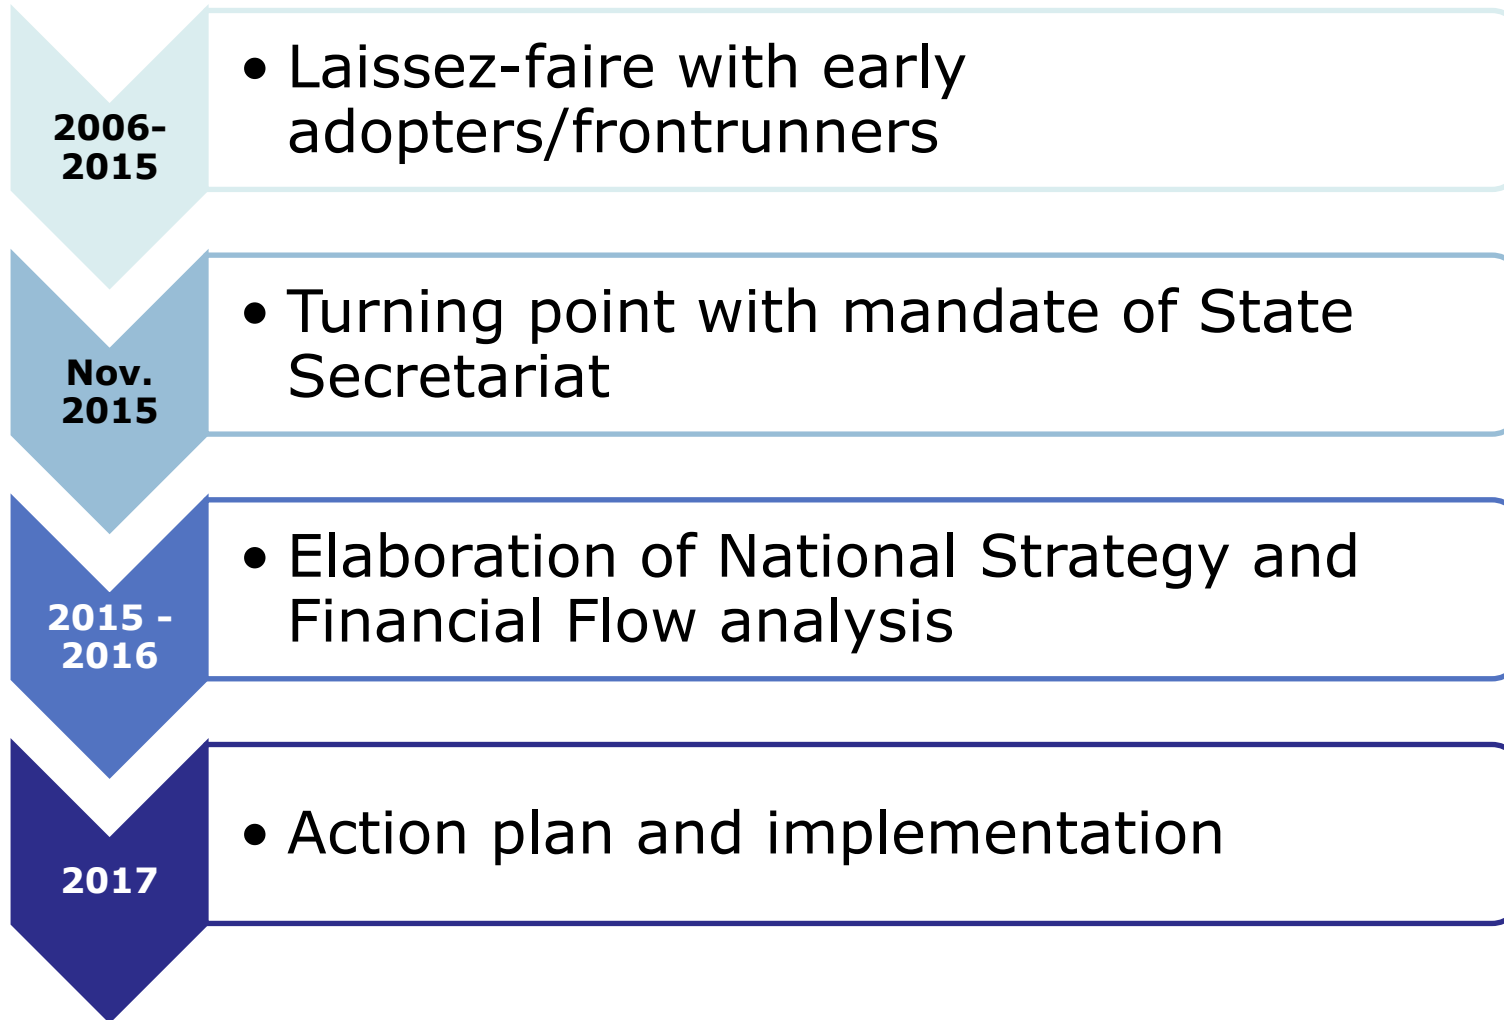 2006-
2015
• Laissez-faire with early
adopters/frontrunners
Nov.
2015
• Turning point with mandate of State
Secretariat
2015 -
2016
• Elaboration of National Strategy and
Financial Flow analysis
2017
• Action plan and implementation